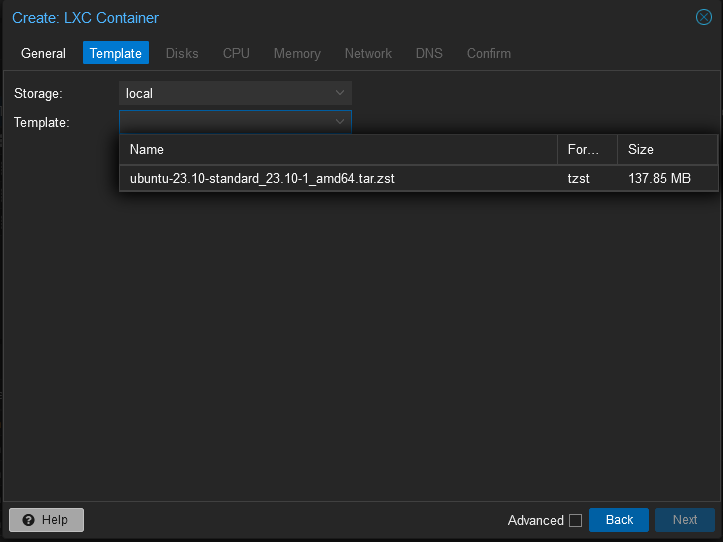 Create: LXC Container
General Template Disks CPU Memory Network DNS Confirm
Storage: local
Template:
Name For... Size
ubuntu-23.10-standard_23.10-1_amd64.tar.zst tzst 137.85 MB
Help Advanced Back Next